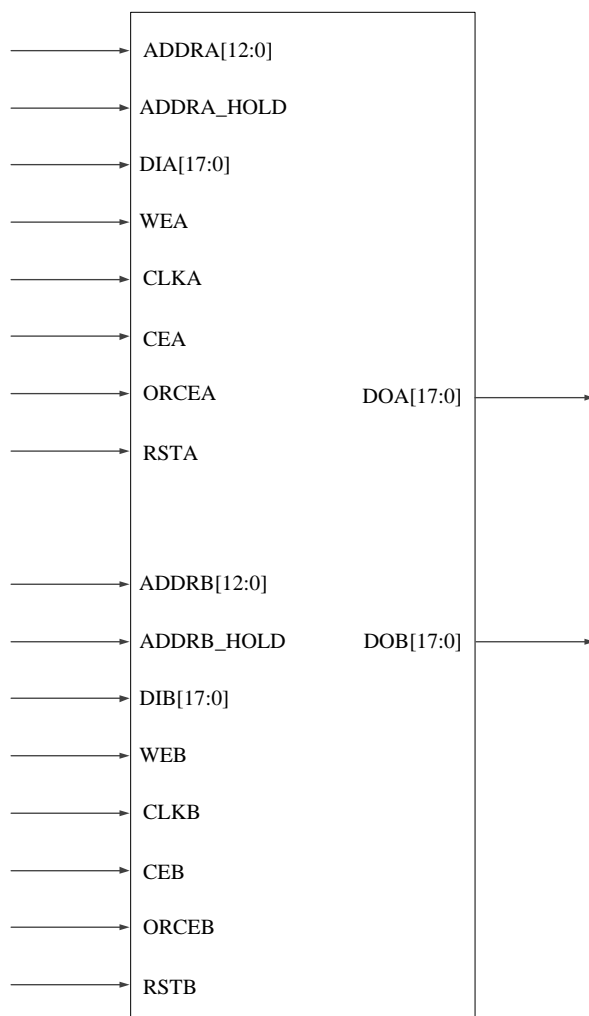 ADDRA[12:0]
ADDRA_HOLD
DIA[17:0]
WEA
CLKA
CEA
ORCEA
DOA[17:0]
RSTA
ADDRB[12:0]
ADDRB_HOLD
DOB[17:0]
DIB[17:0]
WEB
CLKB
CEB
ORCEB
RSTB